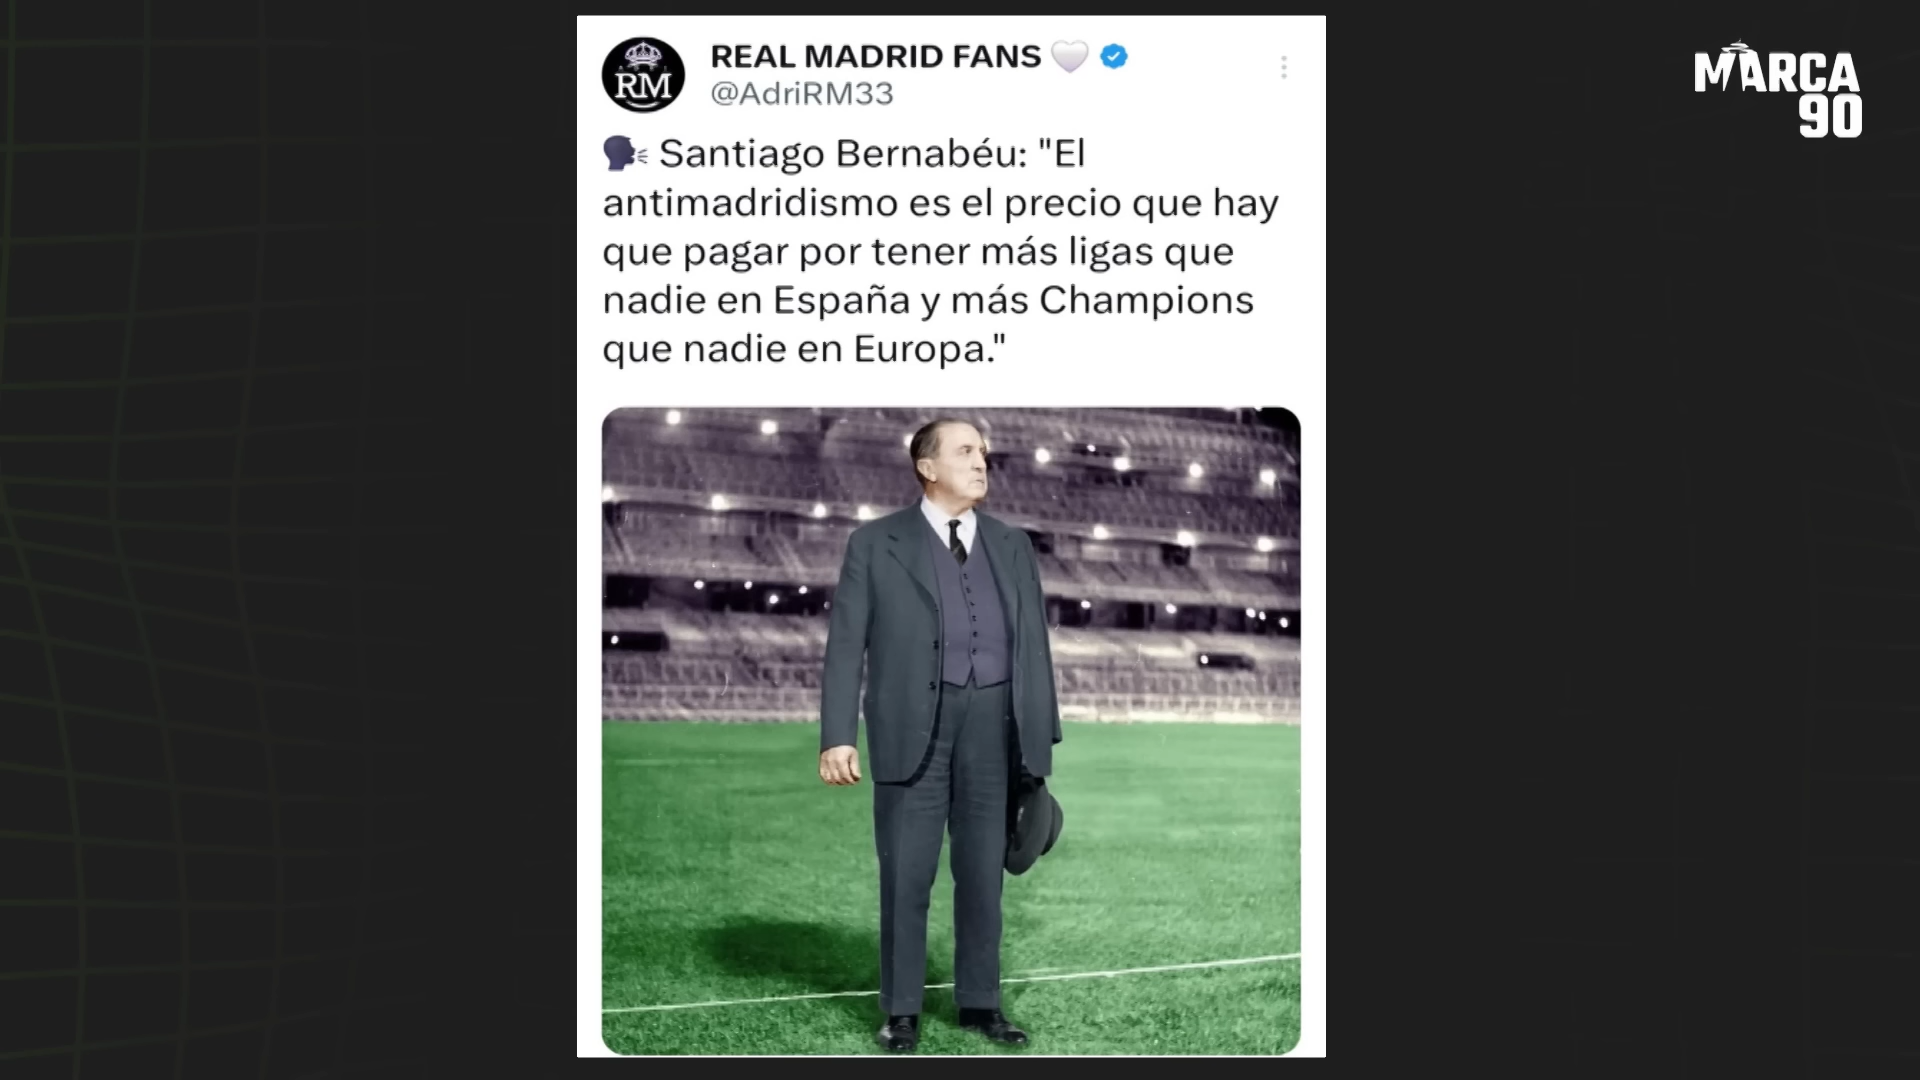 REAL MADRID FANS
@AdriRM33
RM
Santiago Bernabéu: "El
antimadridismo es el precio que hay
que pagar por tener más ligas que
nadie en España y más Champions
que nadie en Europa."
MARCA
90